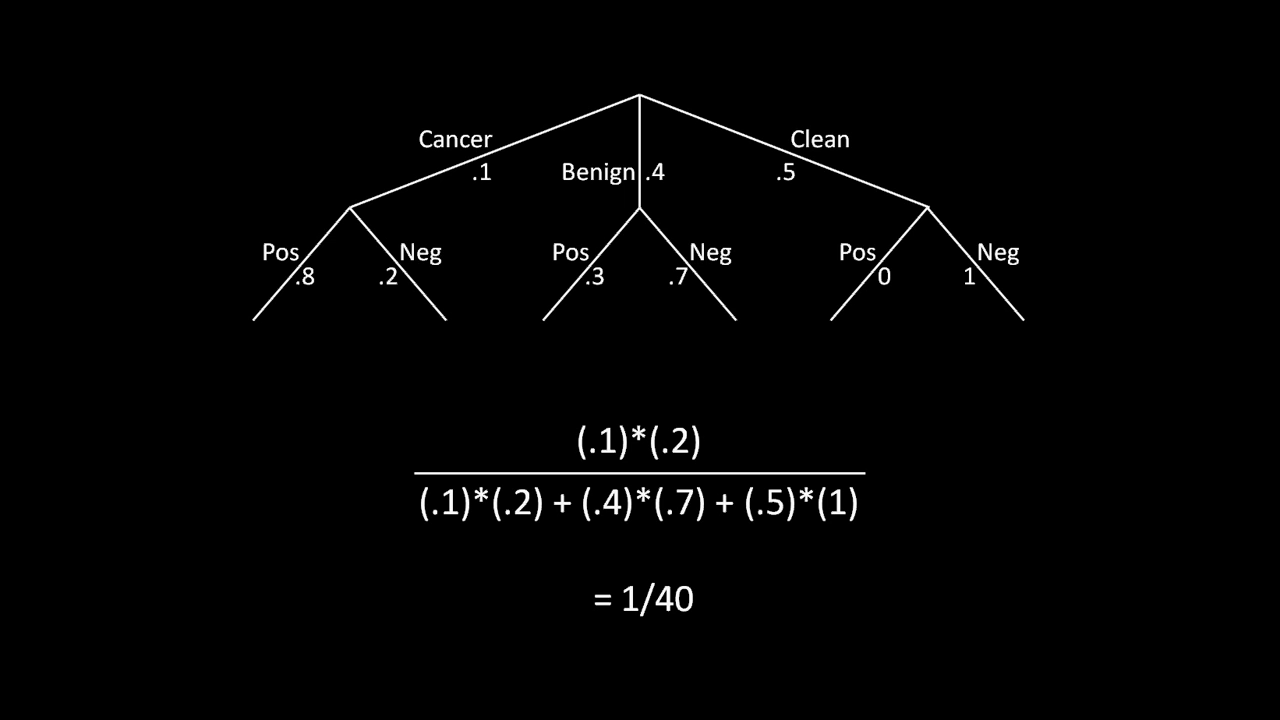 Cancer
Clean
.1
Benign .4
.5
Pos
Neg
Pos
Neg
Pos
Neg
.8
.2
.3
.7
0
1
(.1)*(.2)
(.1)*(.2) + (.4)*(.7) + (.5)*(1)
= 1/40